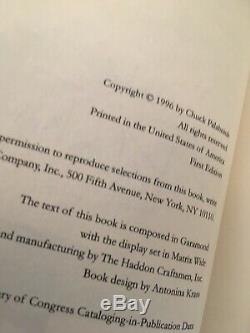 Copyright © 1996 by Chuck Palahniuk
All rights reserved
Printed in the United States of America
First Edition
permission to reproduce selections from this book, write
Company, Inc., 500 Fifth Avenue, New York, NY 10110.
The text of this book is composed in Garamond
with the display set in Matrix Wide
nd manufacturing by The Haddon Craftsmen, Inc.
Book design by Antonina Krass
ry of Congress Cataloging-in-Publication Data